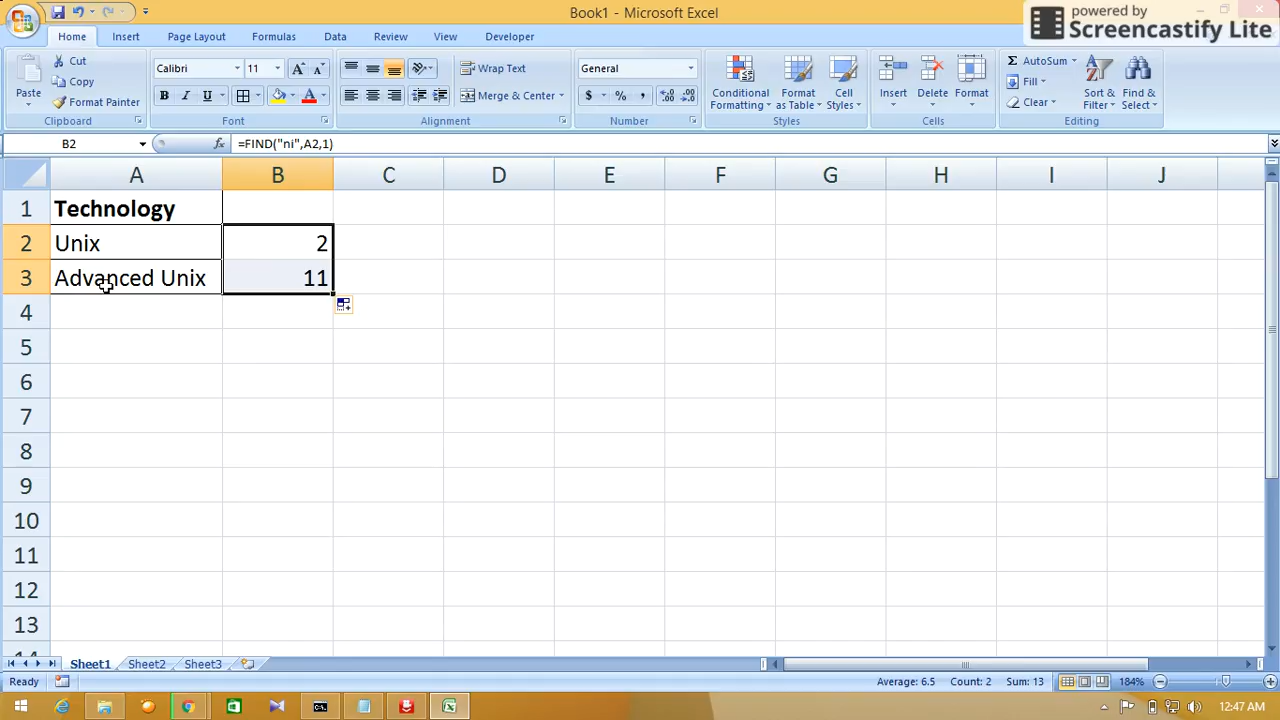 Book1 - Microsoft Excel
powered by
Screencastify Lite
Home Insert Page Layout Formulas Data Review View Developer
Paste
Cut
Copy
Format Painter
Clipboard
Calibri 11
B I U
Font
Wrap Text
Merge & Center
Alignment
General
$ % ,
Number
Conditional Formatting
Format as Table
Cell Styles
Styles
Insert
Delete
Format
Cells
Σ AutoSum
Fill
Clear
Sort & Filter
Find & Select
Editing
B2 fx =FIND("ni",A2,1)
A B C D E F G H I J
1 Technology
2 Unix 2
3 Advanced Unix 11
4
5
6
7
8
9
10
11
12
13
14
Sheet1 Sheet2 Sheet3
Ready Average: 6.5 Count: 2 Sum: 13 184%
12:47 AM